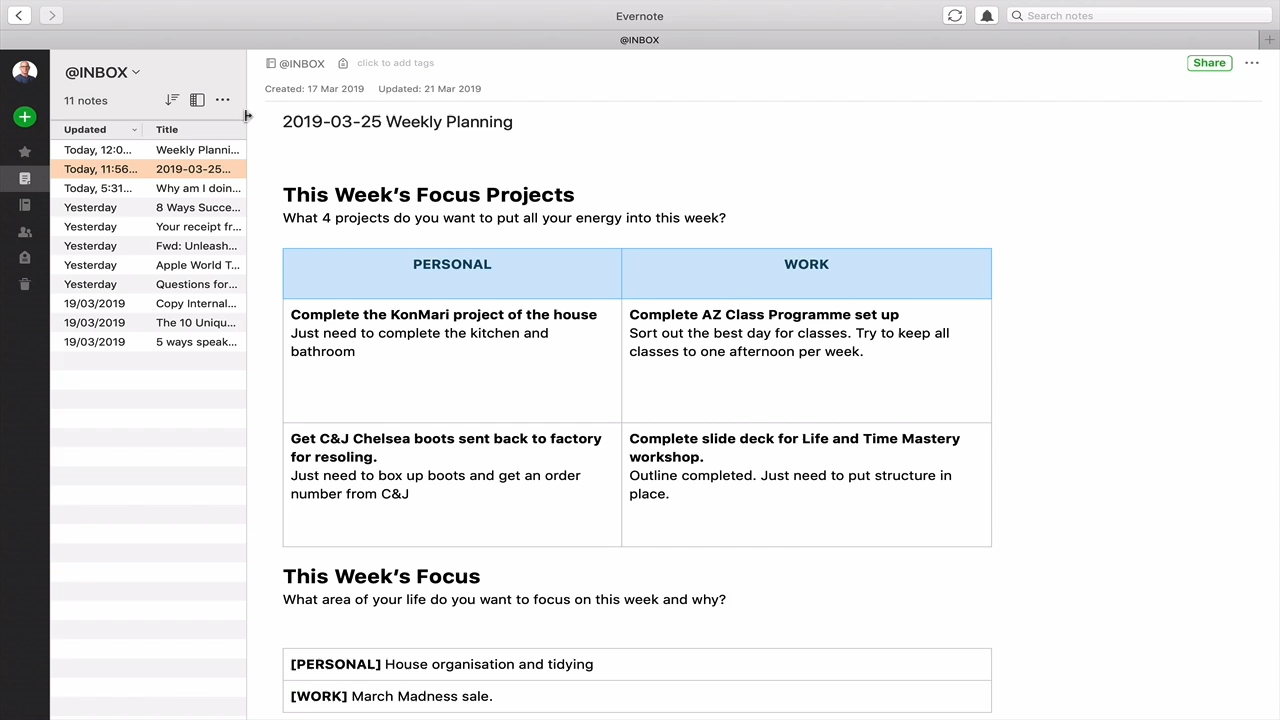 Evernote
Search notes
@INBOX
@INBOX
11 notes
Updated Title
Today, 12:0... Weekly Planni...
Today, 11:56... 2019-03-25...
Today, 5:31... Why am I doin...
Yesterday 8 Ways Succe...
Yesterday Your receipt fr...
Yesterday Fwd: Unleash...
Yesterday Apple World T...
Yesterday Questions for...
19/03/2019 Copy Internal...
19/03/2019 The 10 Uniqu...
19/03/2019 5 ways speak...
@INBOX click to add tags
Share
Created: 17 Mar 2019 Updated: 21 Mar 2019
2019-03-25 Weekly Planning
This Week's Focus Projects
What 4 projects do you want to put all your energy into this week?
PERSONAL
WORK
Complete the KonMari project of the house
Just need to complete the kitchen and
bathroom
Complete AZ Class Programme set up
Sort out the best day for classes. Try to keep all
classes to one afternoon per week.
Get C&J Chelsea boots sent back to factory
for resoling.
Just need to box up boots and get an order
number from C&J
Complete slide deck for Life and Time Mastery
workshop.
Outline completed. Just need to put structure in
place.
This Week's Focus
What area of your life do you want to focus on this week and why?
[PERSONAL] House organisation and tidying
[WORK] March Madness sale.